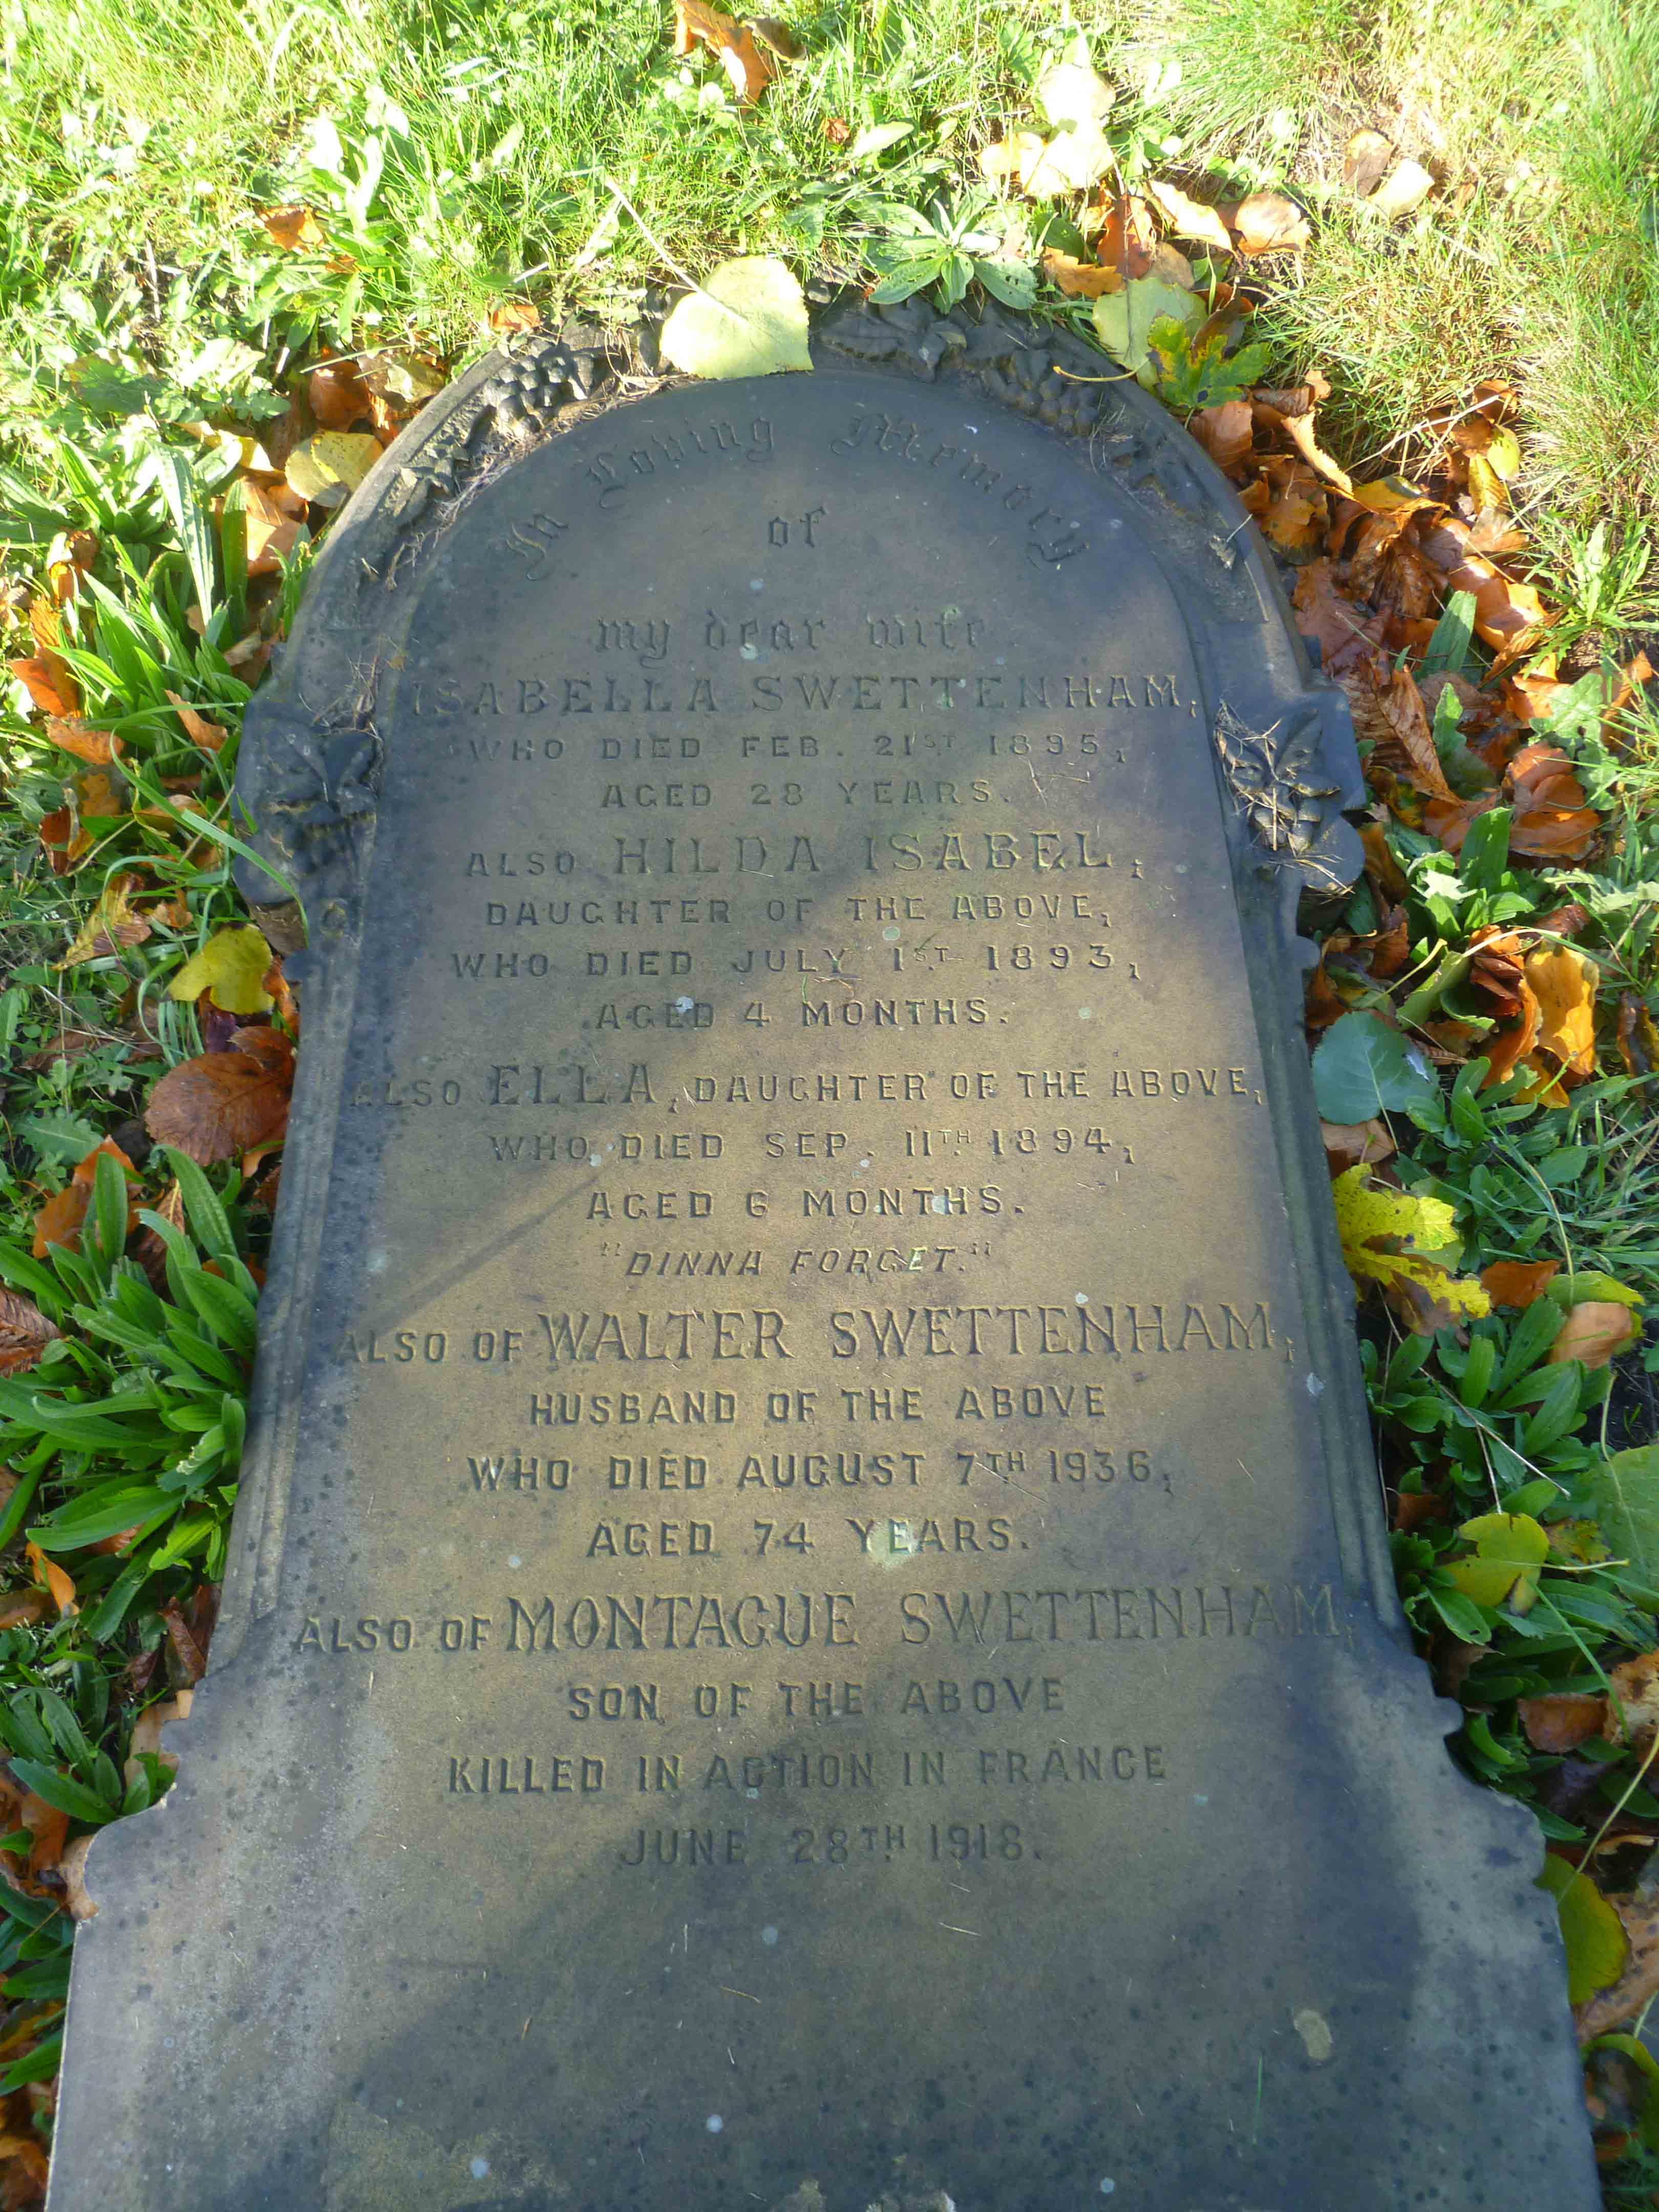 In Loving Memory
of
my dear wife
ISABELLA SWETTENHAM,
WHO DIED FEB. 21ST 1895,
AGED 28 YEARS.
ALSO HILDA ISABEL,
DAUGHTER OF THE ABOVE,
WHO DIED JULY 1ST 1893,
AGED 4 MONTHS.
ALSO ELLA, DAUGHTER OF THE ABOVE,
WHO DIED SEP. 11TH 1894,
AGED 6 MONTHS.
"DINNA FORGET."
ALSO OF WALTER SWETTENHAM,
HUSBAND OF THE ABOVE
WHO DIED AUGUST 7TH 1936,
AGED 74 YEARS.
ALSO OF MONTAGUE SWETTENHAM,
SON OF THE ABOVE
KILLED IN ACTION IN FRANCE
JUNE 28TH 1918.